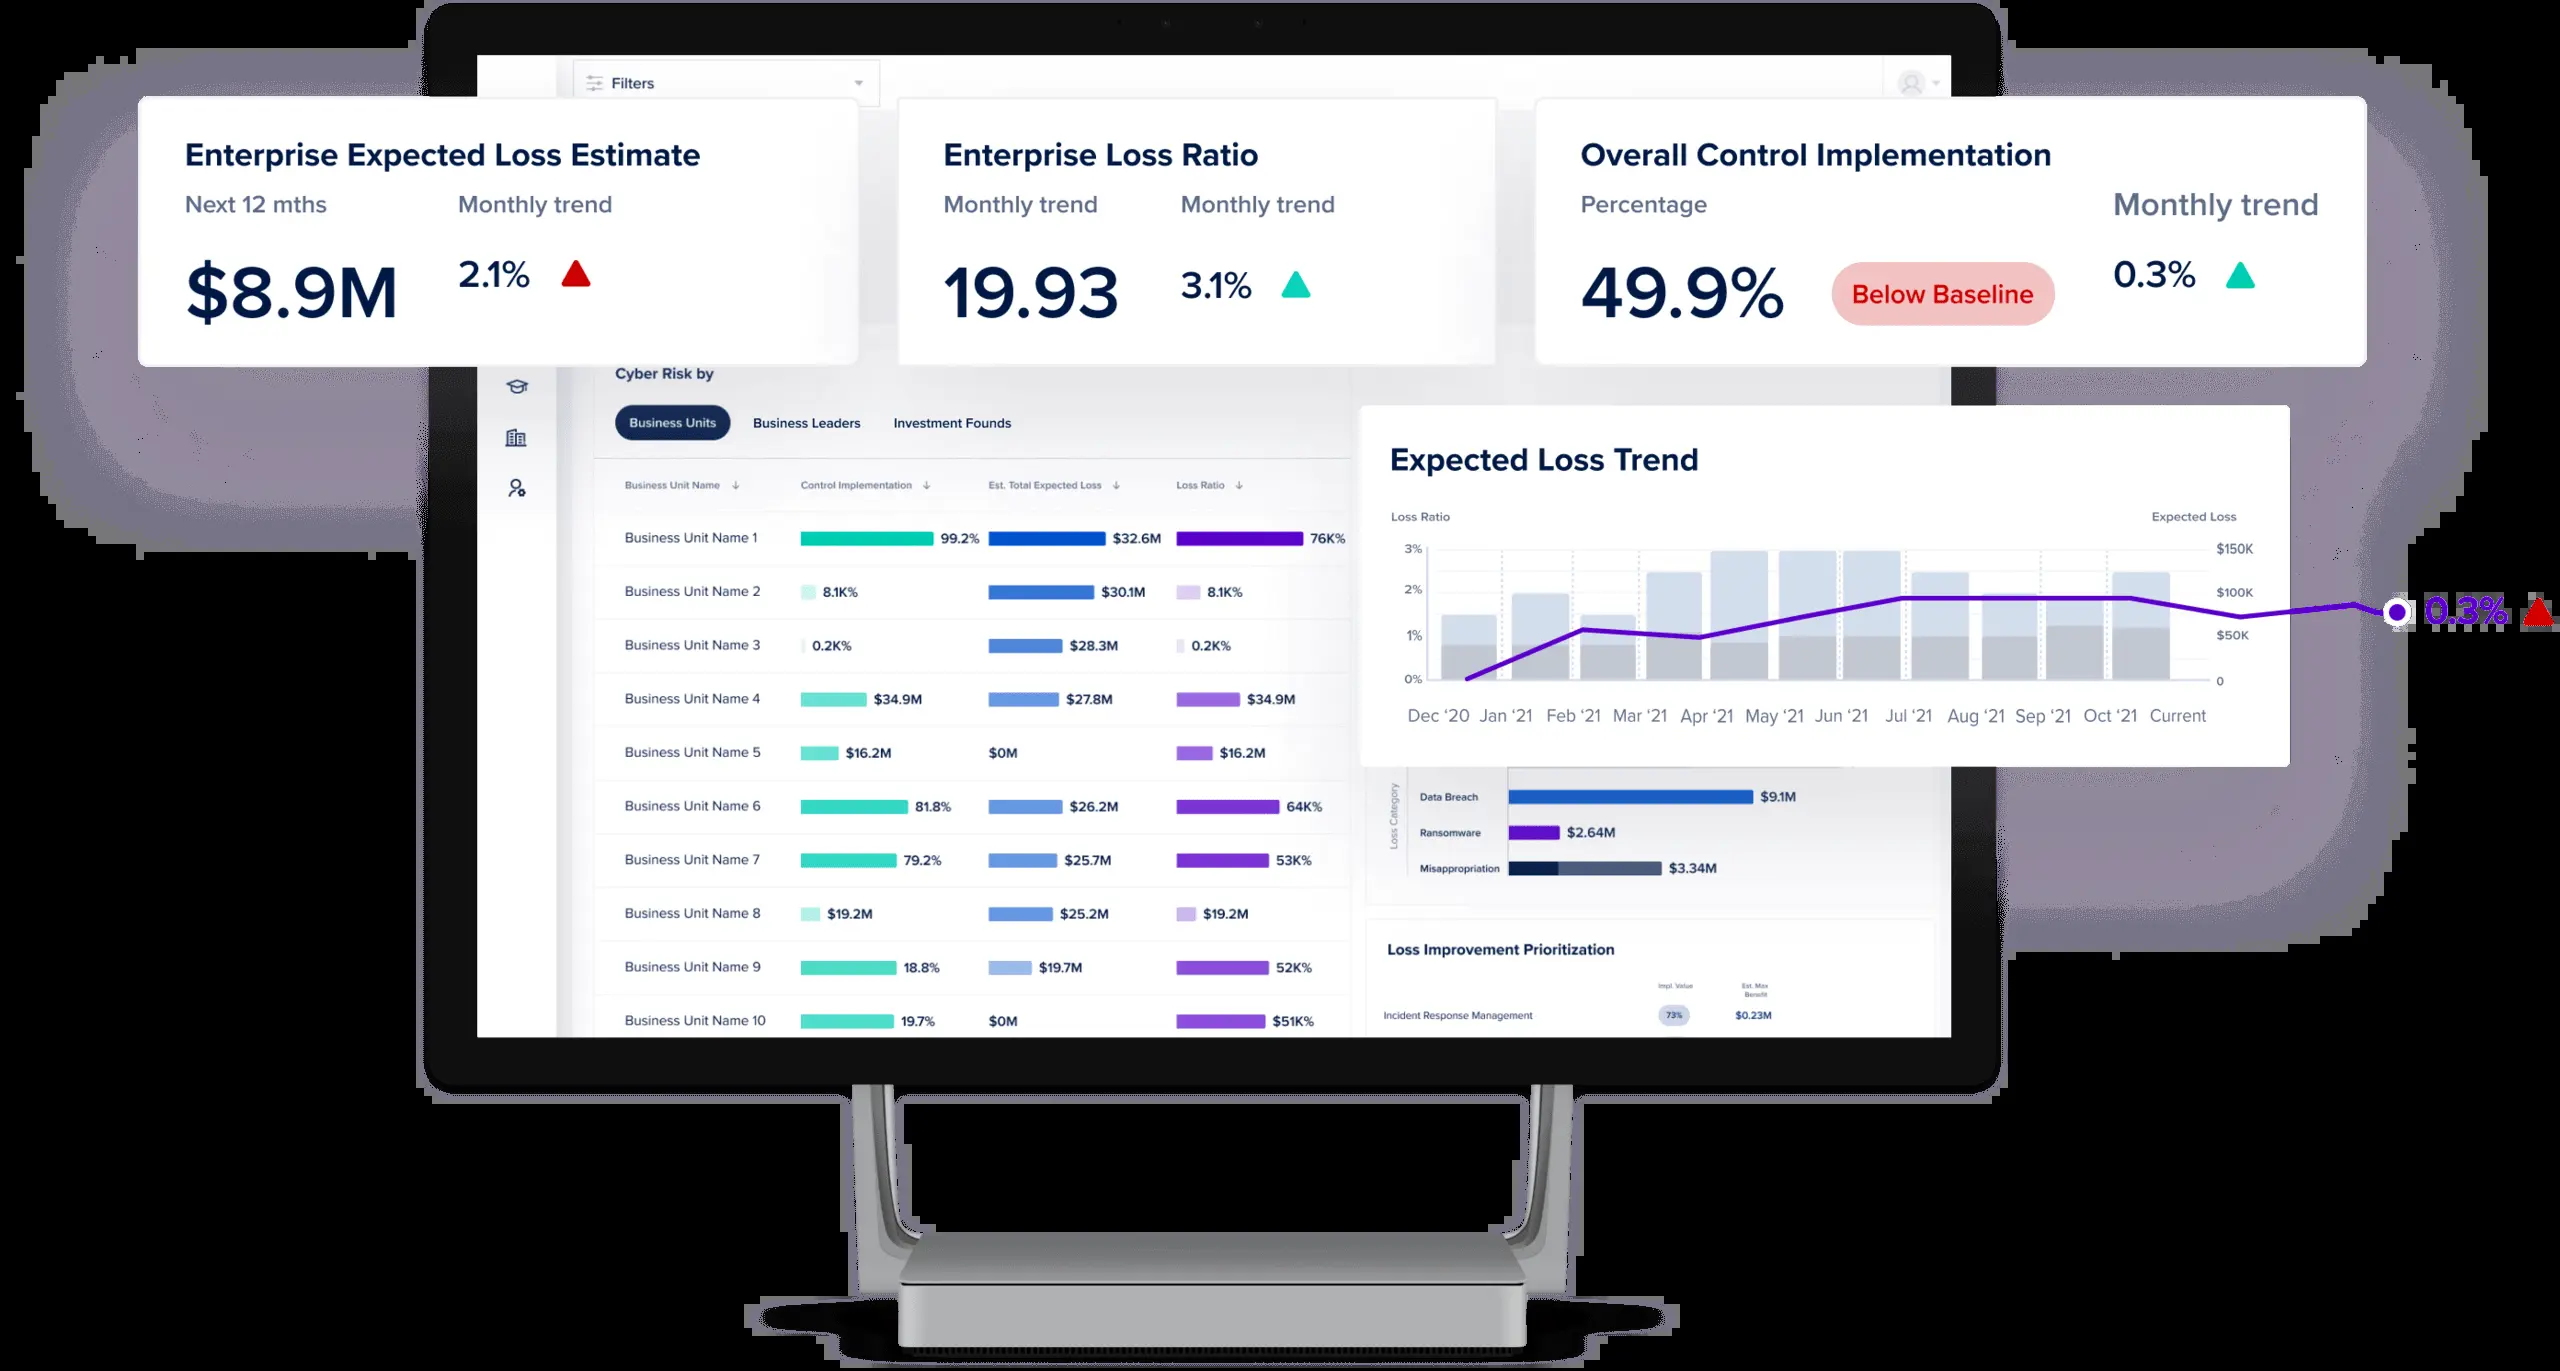 Filters
Enterprise Expected Loss Estimate
Next 12 mths Monthly trend
$8.9M 2.1%
Enterprise Loss Ratio
Monthly trend Monthly trend
19.93 3.1%
Overall Control Implementation
Percentage Monthly trend
49.9% Below Baseline 0.3%
Cyber Risk by
Business Units Business Leaders Investment Founds
Business Unit Name Control Implementation Est. Total Expected Loss Loss Ratio
Business Unit Name 1 99.2% $32.6M 76K%
Business Unit Name 2 8.1K% $30.1M 8.1K%
Business Unit Name 3 0.2K% $28.3M 0.2K%
Business Unit Name 4 $34.9M $27.8M $34.9M
Business Unit Name 5 $16.2M $0M $16.2M
Business Unit Name 6 81.8% $26.2M 64K%
Business Unit Name 7 79.2% $25.7M 53K%
Business Unit Name 8 $19.2M $25.2M $19.2M
Business Unit Name 9 18.8% $19.7M 52K%
Business Unit Name 10 19.7% $0M $51K%
Expected Loss Trend
Loss Ratio Expected Loss
3% $150K
2% $100K
0.3%
1% $50K
0% 0
Dec ‘20 Jan ‘21 Feb ‘21 Mar ‘21 Apr ‘21 May ‘21 Jun ‘21 Jul ‘21 Aug ‘21 Sep ‘21 Oct ‘21 Current
Loss Category
Data Breach $9.1M
Ransomware $2.64M
Misappropriation $3.34M
Loss Improvement Prioritization
Impl. Value Est. Max
Benefit
Incident Response Management 73% $0.23M